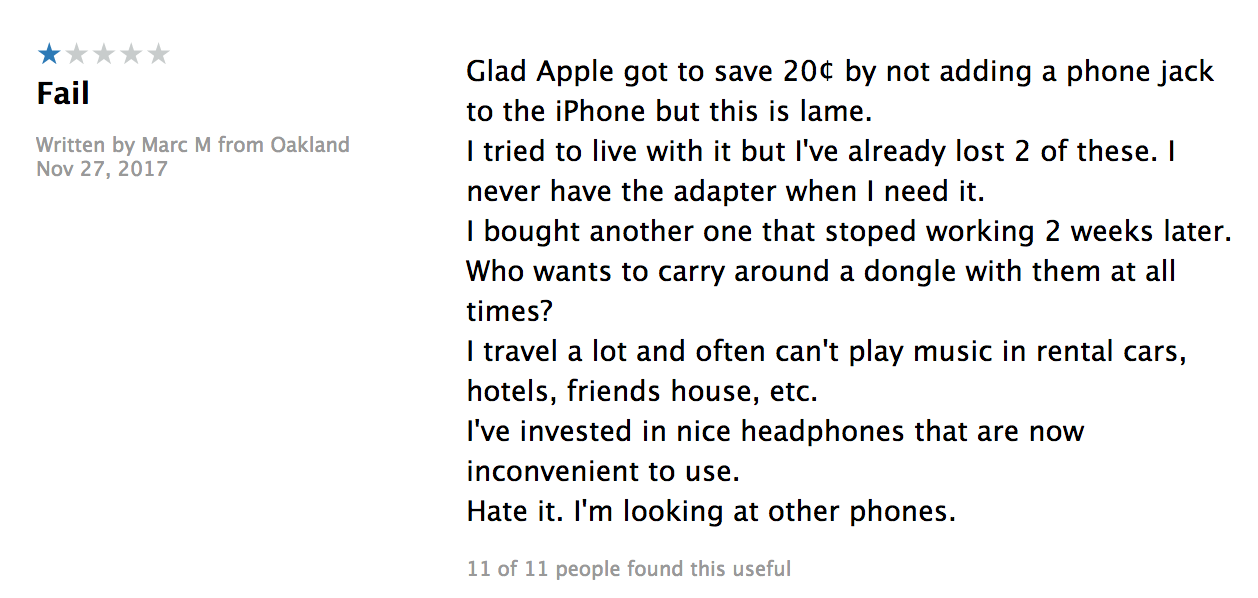 Fail
Written by Marc M from Oakland
Nov 27, 2017
Glad Apple got to save 20¢ by not adding a phone jack
to the iPhone but this is lame.
I tried to live with it but I've already lost 2 of these. I
never have the adapter when I need it.
I bought another one that stoped working 2 weeks later.
Who wants to carry around a dongle with them at all
times?
I travel a lot and often can't play music in rental cars,
hotels, friends house, etc.
I've invested in nice headphones that are now
inconvenient to use.
Hate it. I'm looking at other phones.
11 of 11 people found this useful